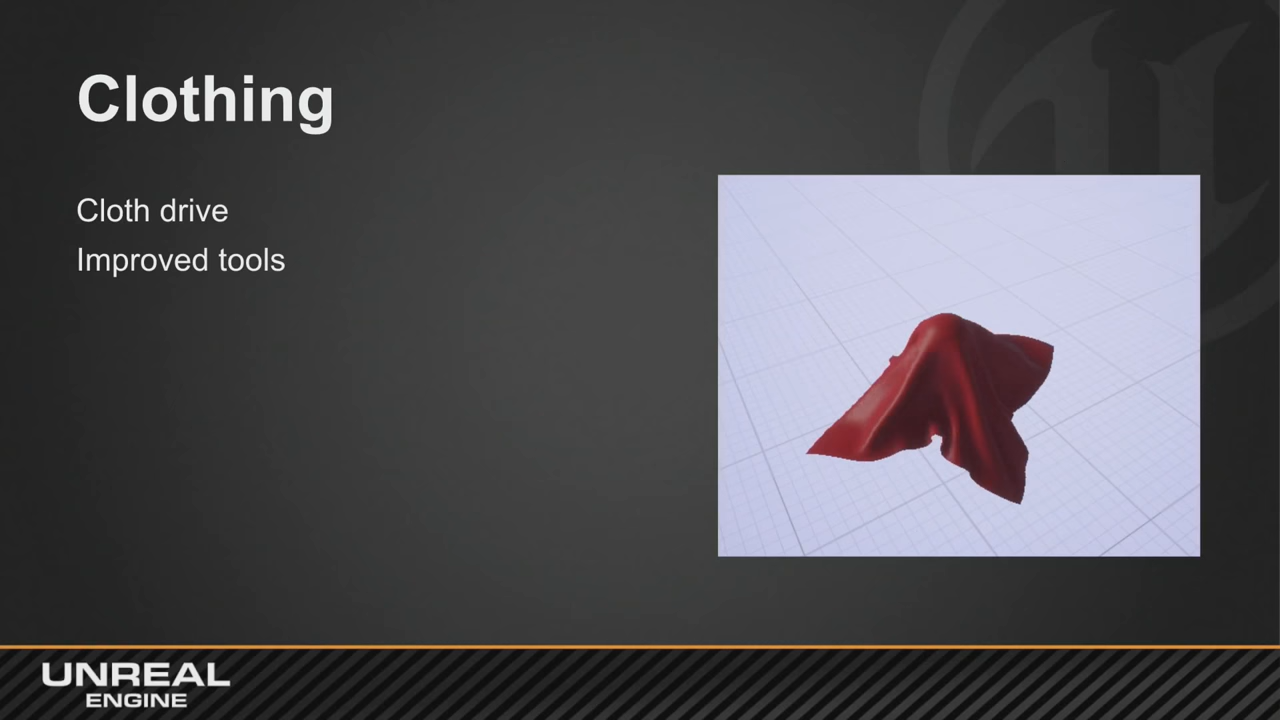 Clothing
Cloth drive
Improved tools
UNREAL
ENGINE